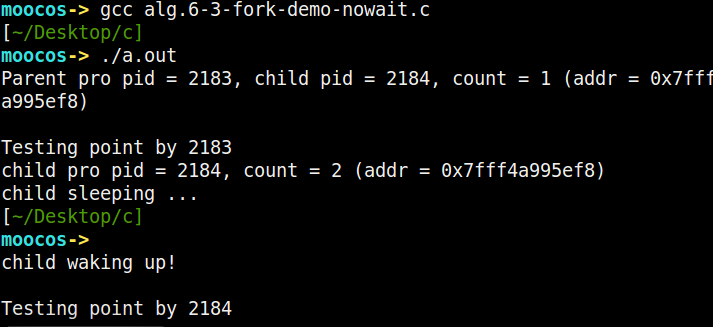 moocos-> gcc alg.6-3-fork-demo-nowait.c
[~/Desktop/c]
moocos-> ./a.out
Parent pro pid = 2183, child pid = 2184, count = 1 (addr = 0x7fff
a995ef8)
Testing point by 2183
child pro pid = 2184, count = 2 (addr = 0x7fff4a995ef8)
child sleeping ...
[~/Desktop/c]
moocos->
child waking up!
Testing point by 2184